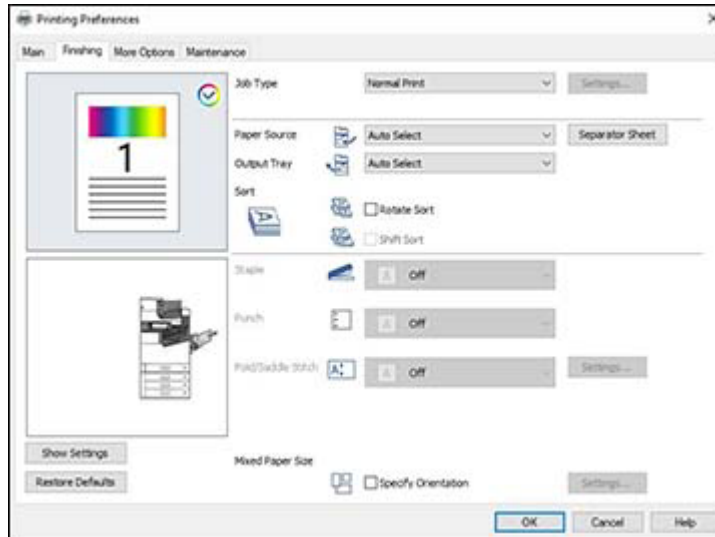 Printing Preferences
Main Finishing More Options Maintenance
Job Type Normal Print Settings...
Paper Source Auto Select Separator Sheet
Output Tray Auto Select
Sort
Rotate Sort
Shift Sort
1
Staple Off
Punch Off
Fold/Saddle Stitch Off Settings...
Show Settings
Mixed Paper Size
Restore Defaults
Specify Orientation Settings...
OK Cancel Help